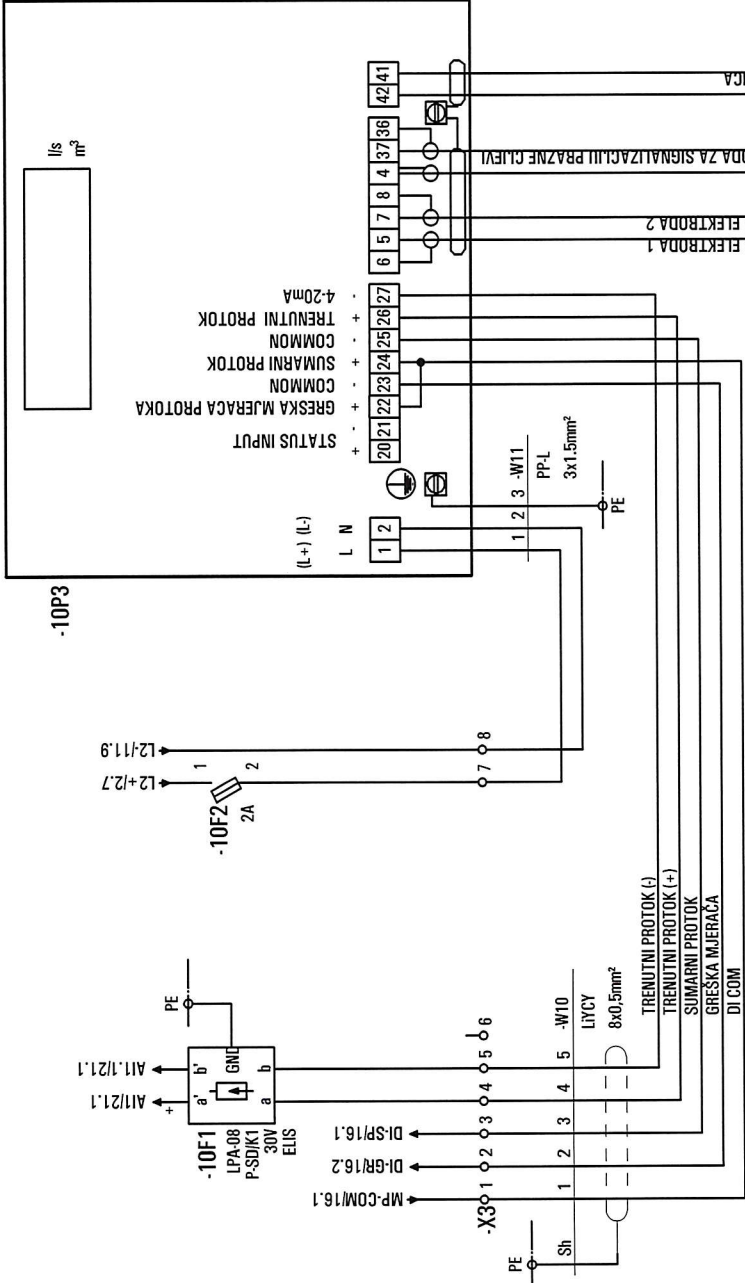 -10P3
l/s
m³
41
42
36
37
4
8
7
5
6
27
26
25
24
23
22
21
20
4-20mA
-
TRENUTNI PROTOK
+
COMMON
-
SUMARNI PROTOK
+
COMMON
-
GRESKA MJERACA PROTOKA
+
-
STATUS INPUT
+
(L+) (L-)
L N
1 2
ICA
ODA ZA SIGNALIZACIJU PRAZNE CIJEVI
ELEKTRODA 2
ELEKTRODA 1
1 2 3 -W11
PP-L
3x1.5mm²
PE
L2-/11.9
L2+/2.7
1
2
-10F2
2A
8
7
PE
AI1.1/21.1
AI1/21.1
+
a' b'
GND
a b
-10F1
LPA-08
P-SD/K1
30V
ELIS
DI-SP/16.1
DI-GR/16.2
MP-COM/16.1
-X3
1 2 3 4 5 6
PE
Sh 1 2 3 4 5 -W10
LiYCY
8x0,5mm²
TRENUTNI PROTOK (-)
TRENUTNI PROTOK (+)
SUMARNI PROTOK
GREŠKA MJERAČA
DI COM